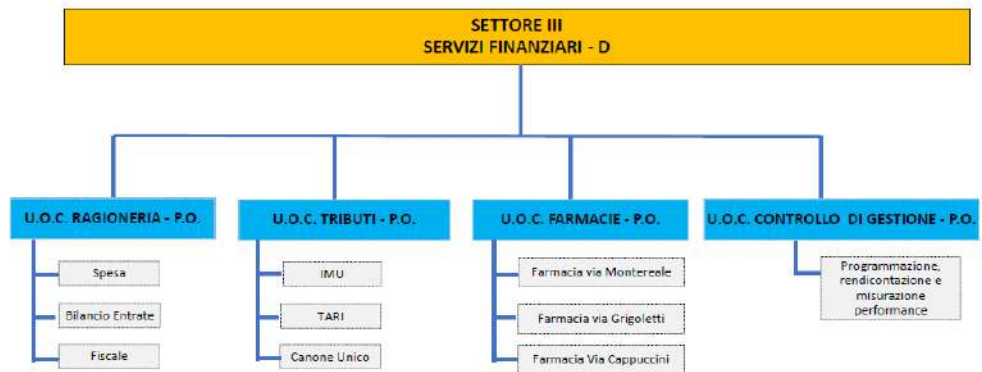 SETTORE III
SERVIZI FINANZIARI - D
U.O.C. RAGIONERIA - P.O.
U.O.C. TRIBUTI - P.O.
U.O.C. FARMACIE - P.O.
U.O.C. CONTROLLO DI GESTIONE - P.O.
Spesa
Bilancio Entrate
Fiscale
IMU
TARI
Canone Unico
Farmacia via Montereale
Farmacia via Grigoletti
Farmacia Via Cappuccini
Programmazione,
rendicontazione e
misurazione
performance